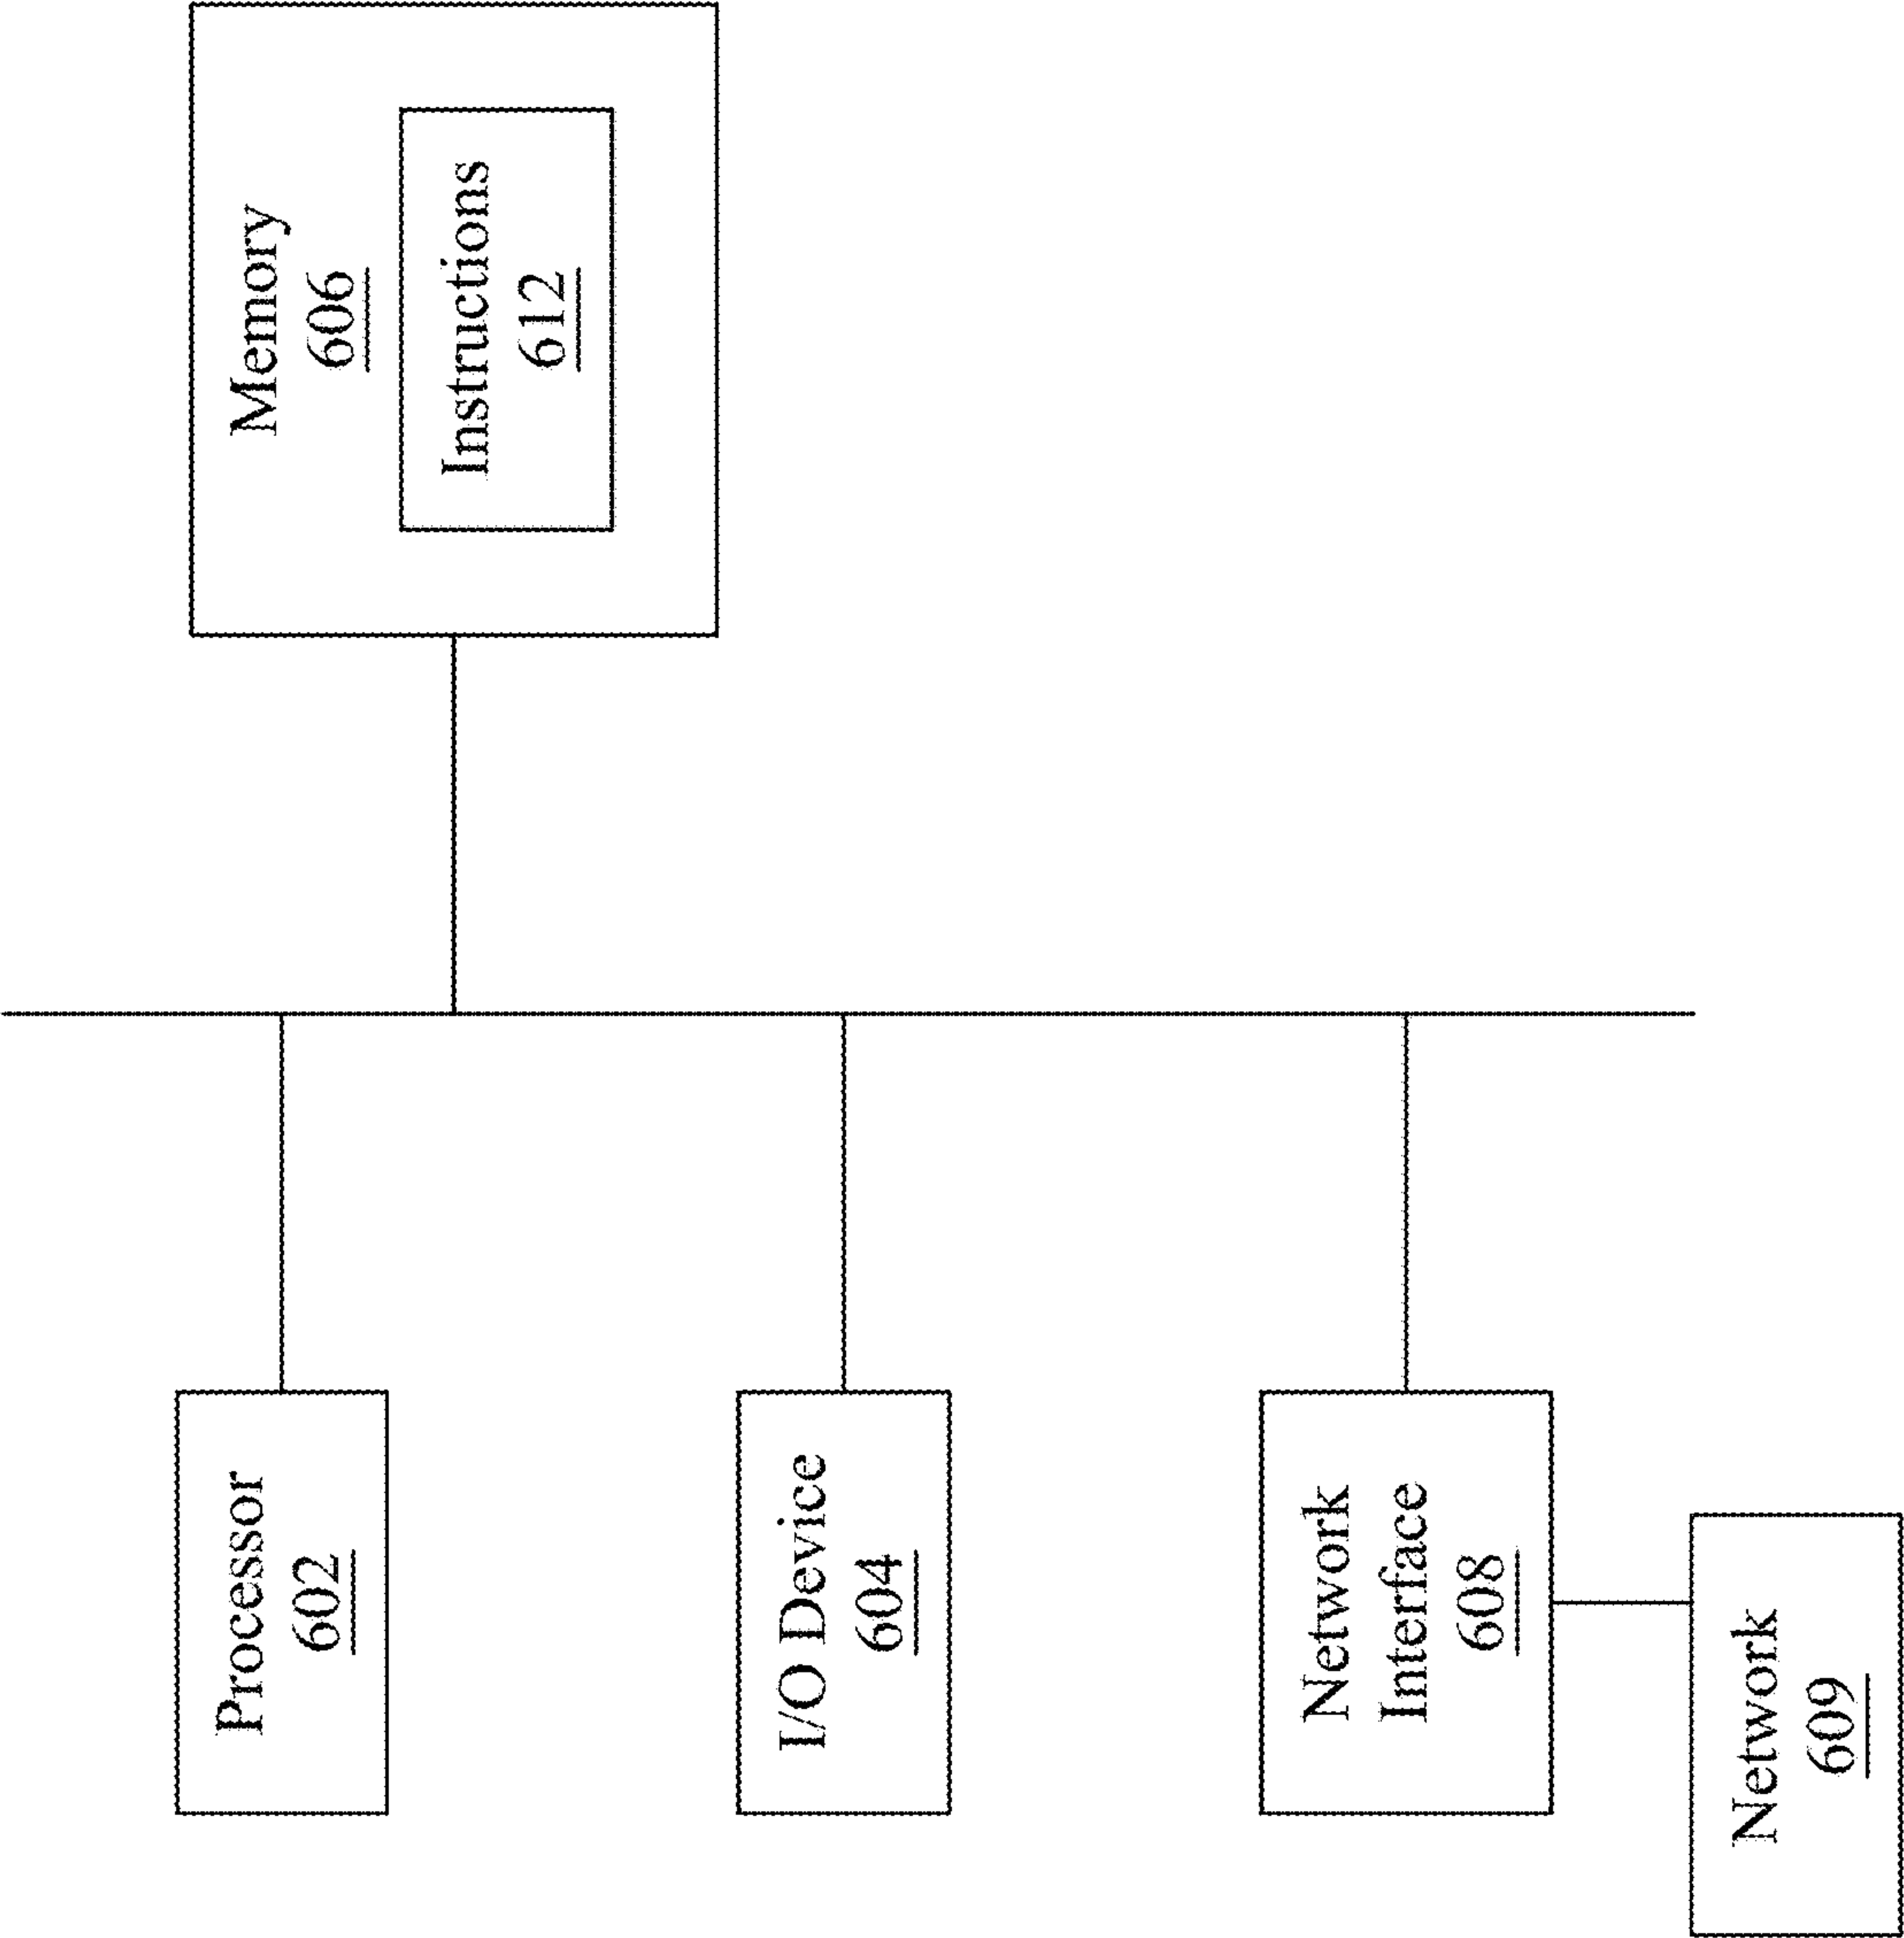 Processor
602
I/O Device
604
Network
Interface
608
Network
609
Memory
606
Instructions
612